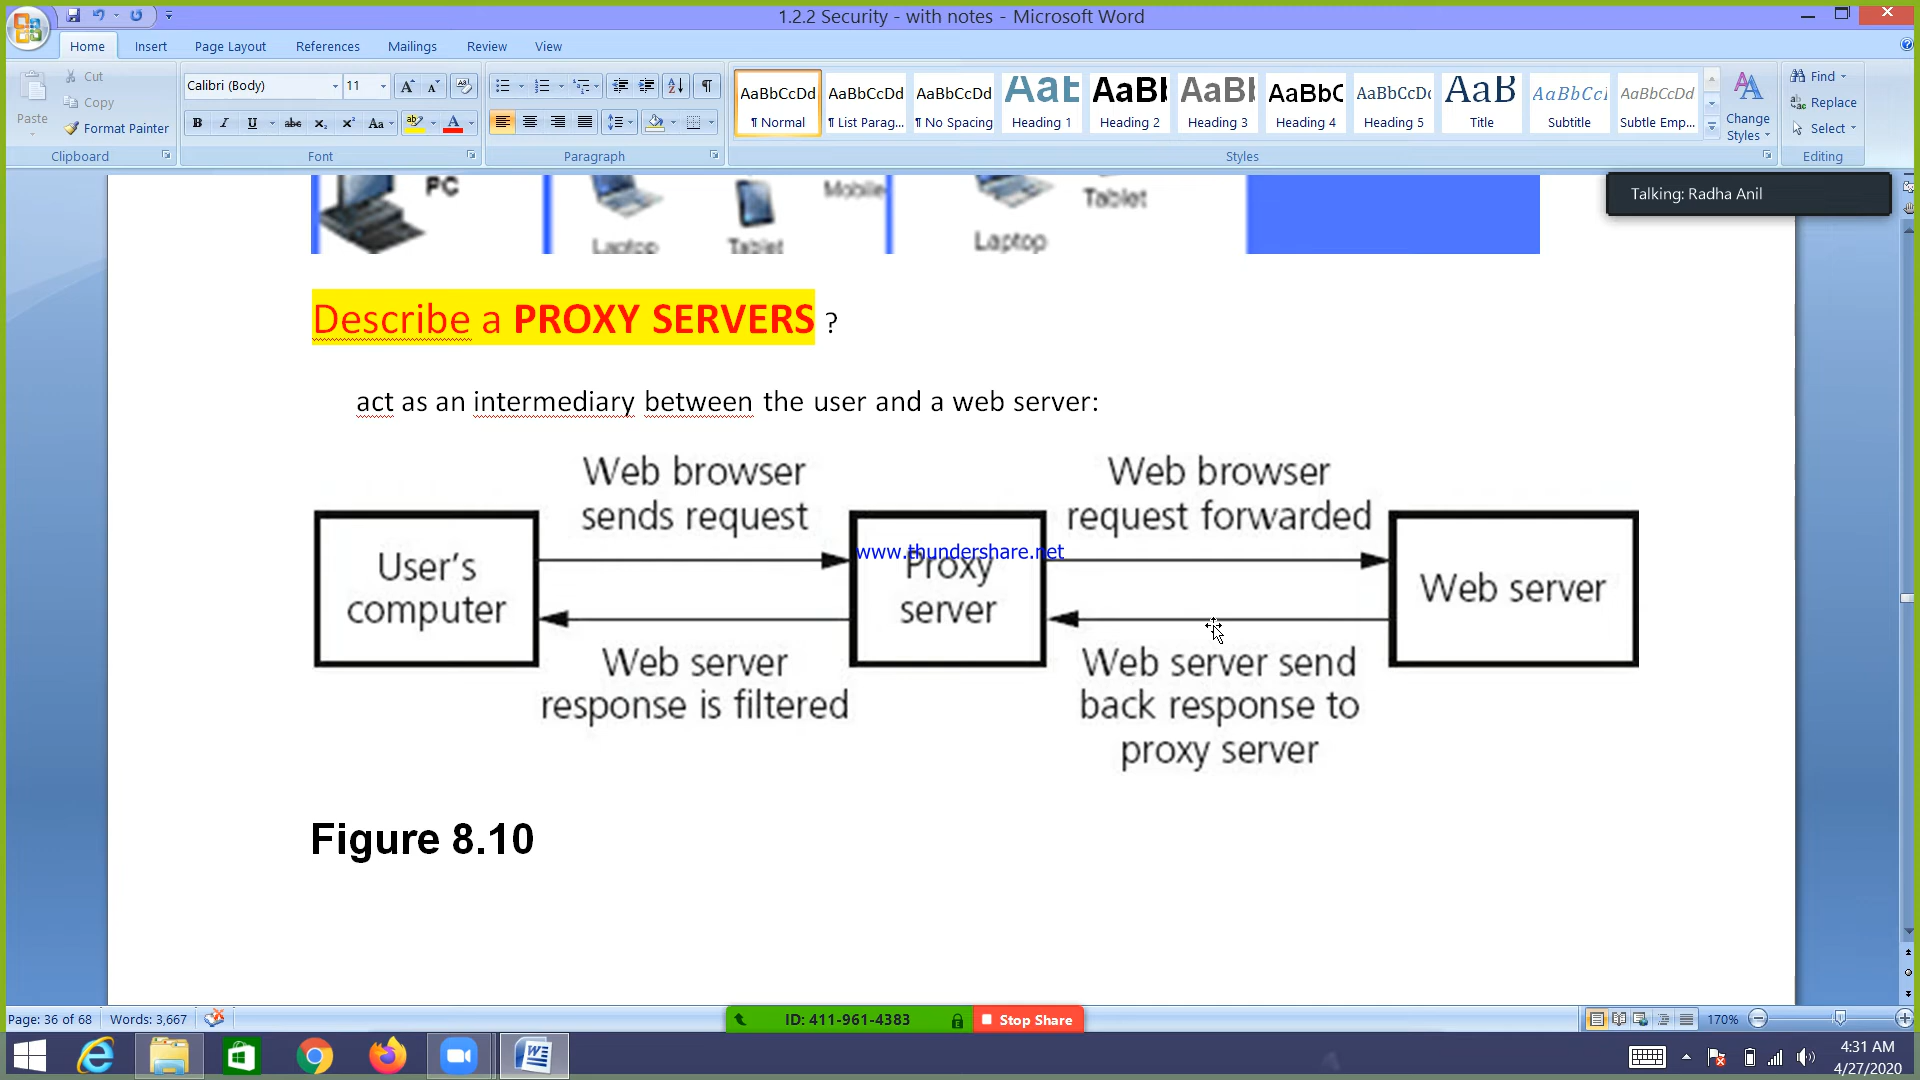 1.2.2 Security - with notes - Microsoft Word
Home Insert Page Layout References Mailings Review View
Paste
Cut
Copy
Format Painter
Clipboard
Calibri (Body) 11
Font
Paragraph
AaBbCcDd AaBbCcDd AaBbCcDd AaB AaBl
¶ Normal ¶ List Parag... ¶ No Spacing Heading 1 Heading 2 Heading 3 Heading 4 Heading 5 Title Subtitle Subtle Emp...
Styles
Change
Styles
Find
Replace
Select
Editing
Talking: Radha Anil
PC
Laptop
Tablet
Mobile
Laptop
Tablet
Describe a PROXY SERVERS ?
act as an intermediary between the user and a web server:
Web browser
sends request
Web browser
request forwarded
User's
computer
www.thundershare.net
Proxy
server
Web server
Web server
response is filtered
Web server send
back response to
proxy server
Figure 8.10
Page: 36 of 68 Words: 3,667
ID: 411-961-4383 Stop Share
170%
4:31 AM
4/27/2020